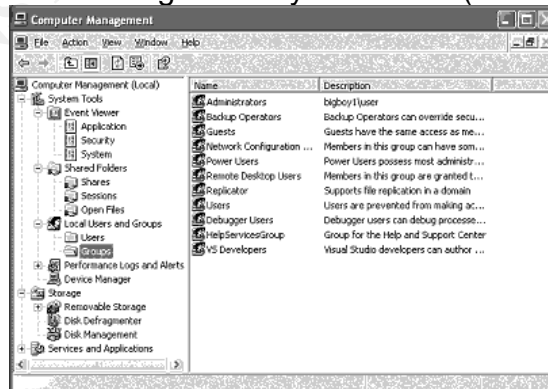 Computer Management
File Action View Window Help
Computer Management (Local)
System Tools
Event Viewer
Application
Security
System
Shared Folders
Shares
Sessions
Open Files
Local Users and Groups
Users
Groups
Performance Logs and Alerts
Device Manager
Storage
Removable Storage
Disk Defragmenter
Disk Management
Services and Applications
Name Description
Administrators bigboy1\user
Backup Operators Backup Operators can override secu...
Guests Guests have the same access as me...
Network Configuration ... Members in this group can have som...
Power Users Power Users possess most administr...
Remote Desktop Users Members in this group are granted t...
Replicator Supports file replication in a domain
Users Users are prevented from making ac...
Debugger Users Debugger users can debug processe...
HelpServicesGroup Group for the Help and Support Center
VS Developers Visual Studio developers can author ...